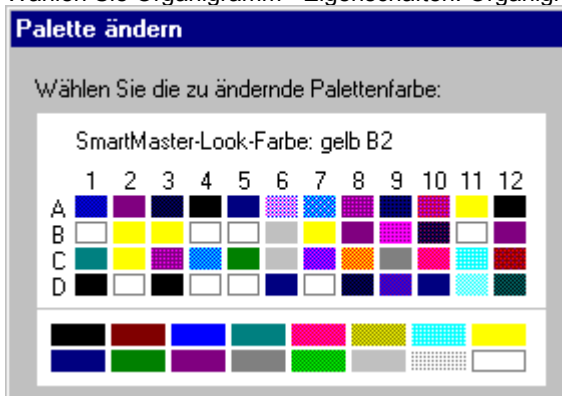 Palette ändern
Wählen Sie die zu ändernde Palettenfarbe:
SmartMaster-Look-Farbe: gelb B2
1 2 3 4 5 6 7 8 9 10 11 12
A
B
C
D